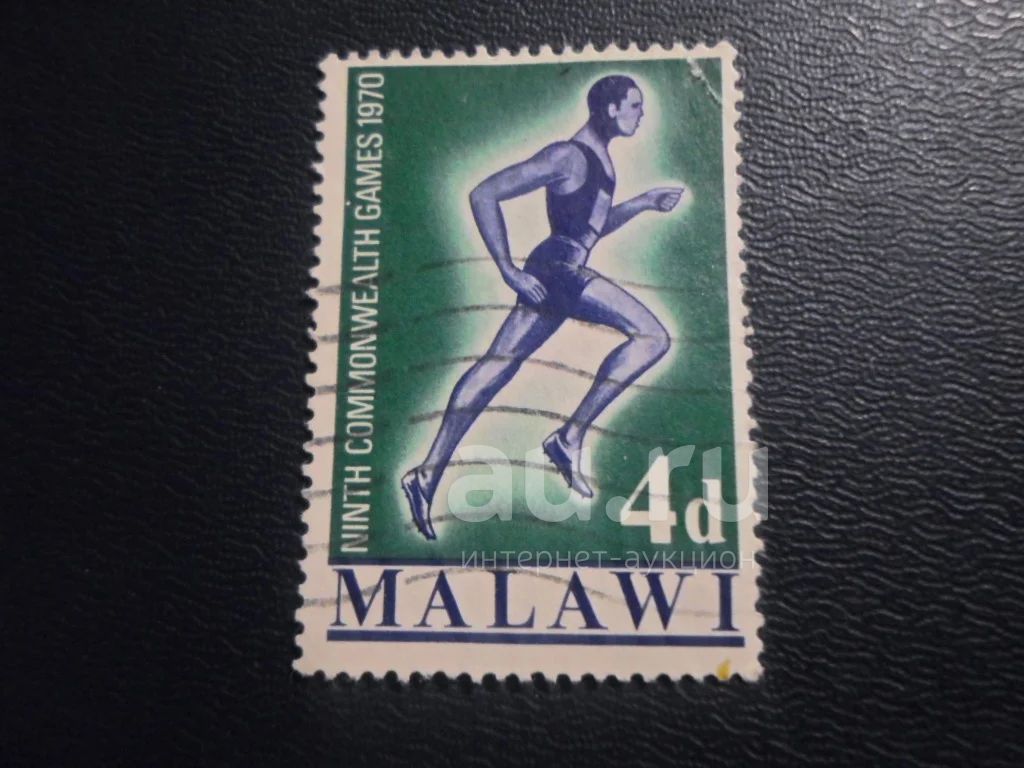 NINTH COMMONWEALTH GAMES 1970
4d
au.ru
интернет-аукцион
MALAWI